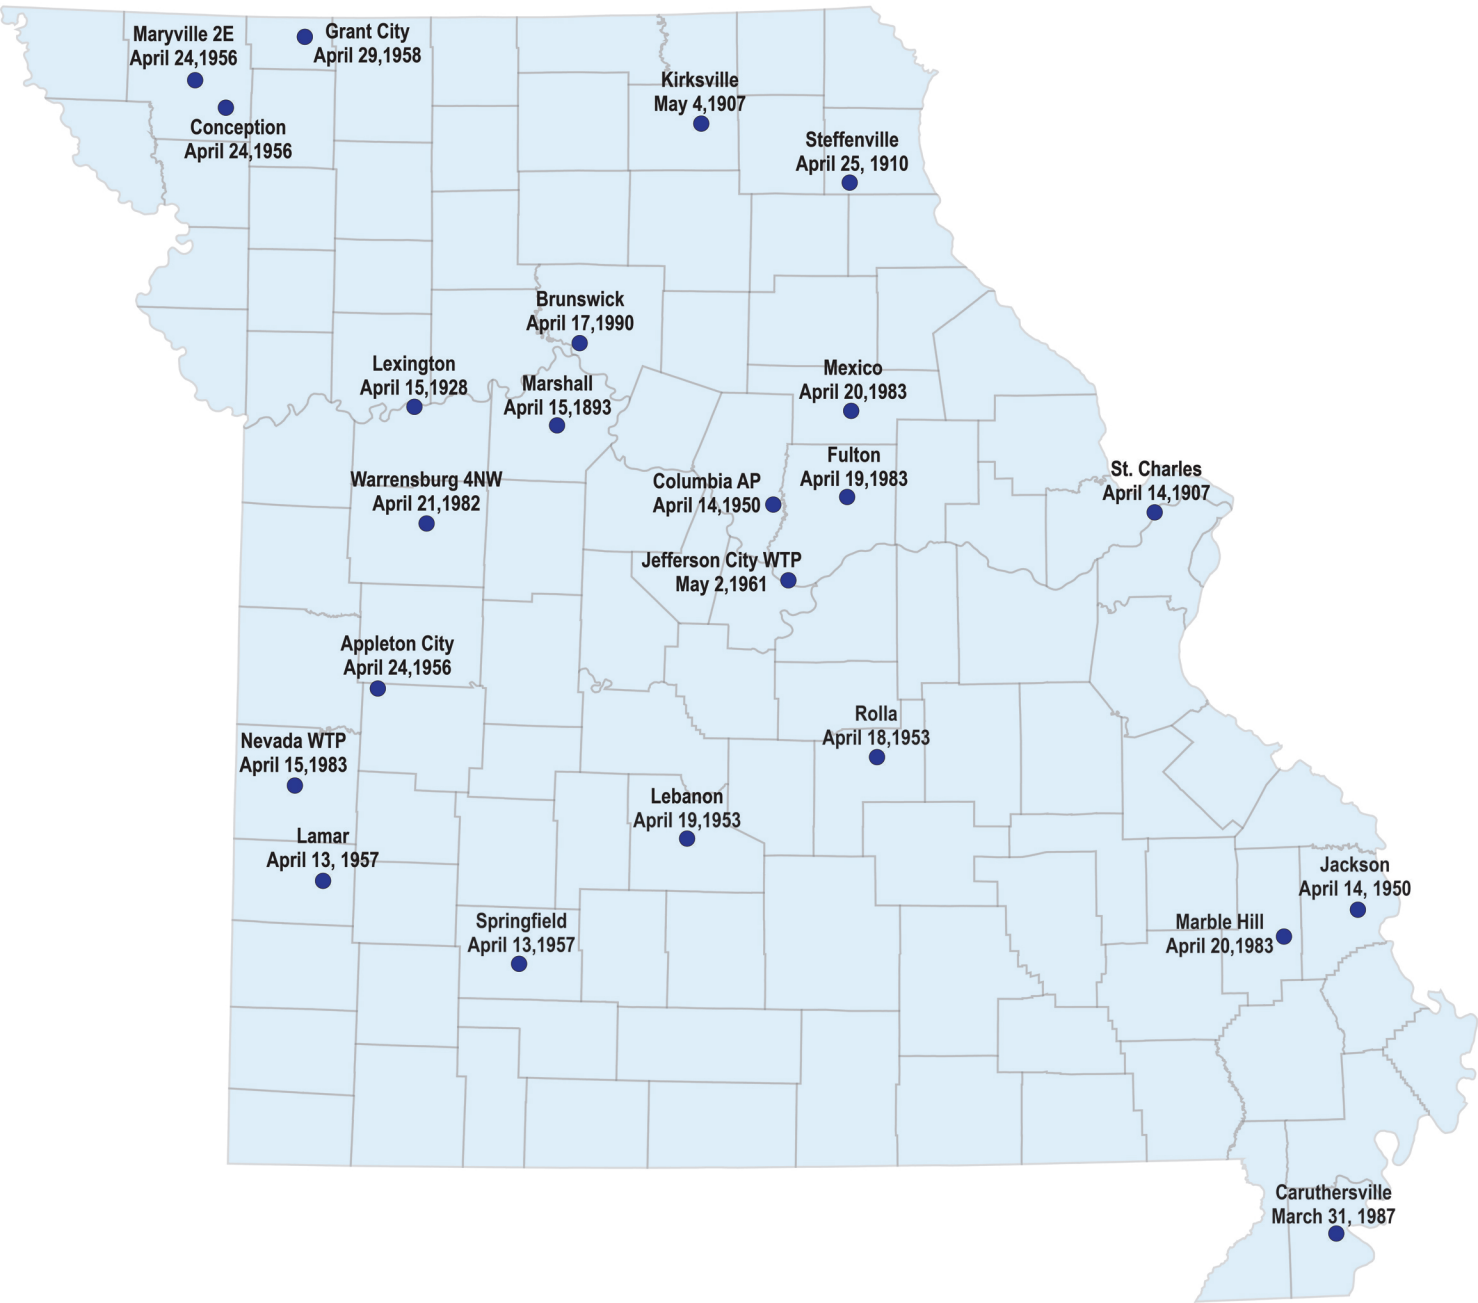 Maryville 2E
April 24,1956
Grant City
April 29,1958
Conception
April 24,1956
Kirksville
May 4,1907
Steffenville
April 25, 1910
Brunswick
April 17,1990
Lexington
April 15,1928
Marshall
April 15,1893
Mexico
April 20,1983
Warrensburg 4NW
April 21,1982
Columbia AP
April 14,1950
Fulton
April 19,1983
St. Charles
April 14,1907
Jefferson City WTP
May 2,1961
Appleton City
April 24,1956
Nevada WTP
April 15,1983
Rolla
April 18,1953
Lebanon
April 19,1953
Lamar
April 13, 1957
Springfield
April 13,1957
Jackson
April 14, 1950
Marble Hill
April 20,1983
Caruthersville
March 31, 1987